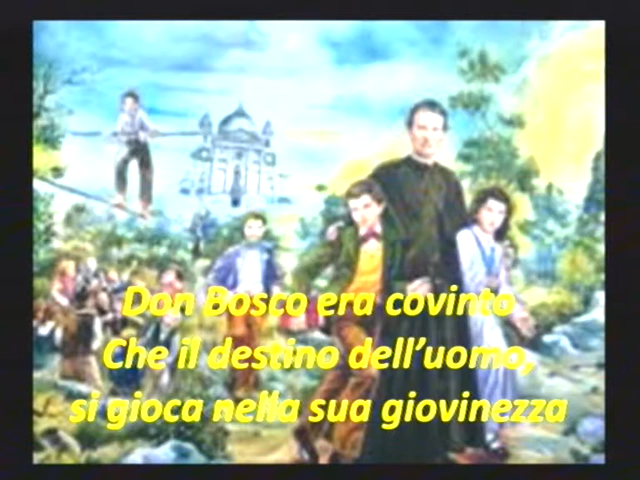 Don Bosco era covinto
Che il destino dell'uomo,
si gioca nella sua giovinezza